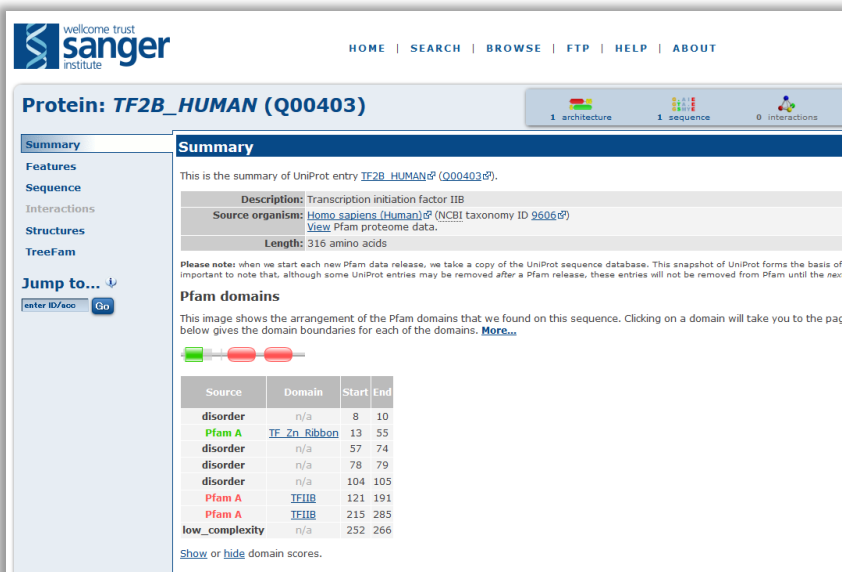 wellcome trust
sanger
institute
HOME | SEARCH | BROWSE | FTP | HELP | ABOUT
Protein: TF2B_HUMAN (Q00403)
1 architecture
1 sequence
0 interactions
Summary
Features
Sequence
Interactions
Structures
TreeFam
Jump to...
enter ID/acc Go
Summary
This is the summary of UniProt entry TF2B_HUMAN (Q00403).
Description: Transcription initiation factor IIB
Source organism: Homo sapiens (Human) (NCBI taxonomy ID 9606)
View Pfam proteome data.
Length: 316 amino acids
Please note: when we start each new Pfam data release, we take a copy of the UniProt sequence database. This snapshot of UniProt forms the basis of
important to note that, although some UniProt entries may be removed after a Pfam release, these entries will not be removed from Pfam until the nex
Pfam domains
This image shows the arrangement of the Pfam domains that we found on this sequence. Clicking on a domain will take you to the pag
below gives the domain boundaries for each of the domains. More...
Source Domain Start End
disorder n/a 8 10
Pfam A TF_Zn_Ribbon 13 55
disorder n/a 57 74
disorder n/a 78 79
disorder n/a 104 105
Pfam A TFIIB 121 191
Pfam A TFIIB 215 285
low_complexity n/a 252 266
Show or hide domain scores.